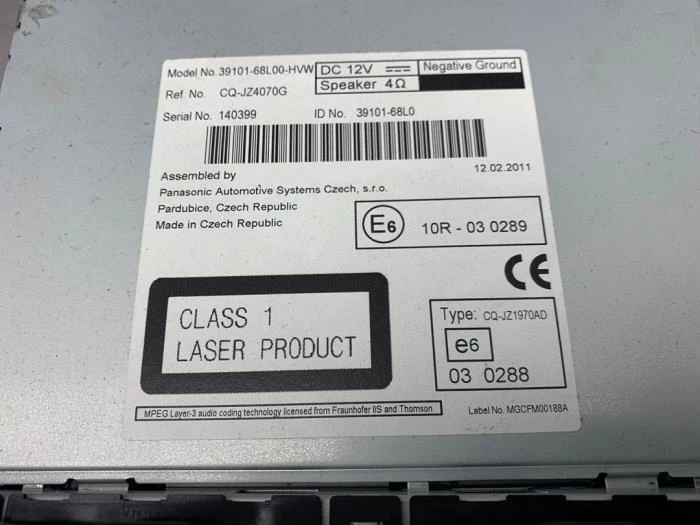 Model No. 39101-68L00-HVW
DC 12V
Negative Ground
Speaker 4Ω
Ref. No. CQ-JZ4070G
Serial No. 140399
ID No. 39101-68L0
Assembled by
12.02.2011
Panasonic Automotive Systems Czech, s.r.o.
Pardubice, Czech Republic
Made in Czech Republic
E6
10R - 03 0289
CE
CLASS 1
LASER PRODUCT
Type: CQ-JZ1970AD
e6
03 0288
MPEG Layer-3 audio coding technology licensed from Fraunhofer IIS and Thomson
Label No. MGCFM00188A